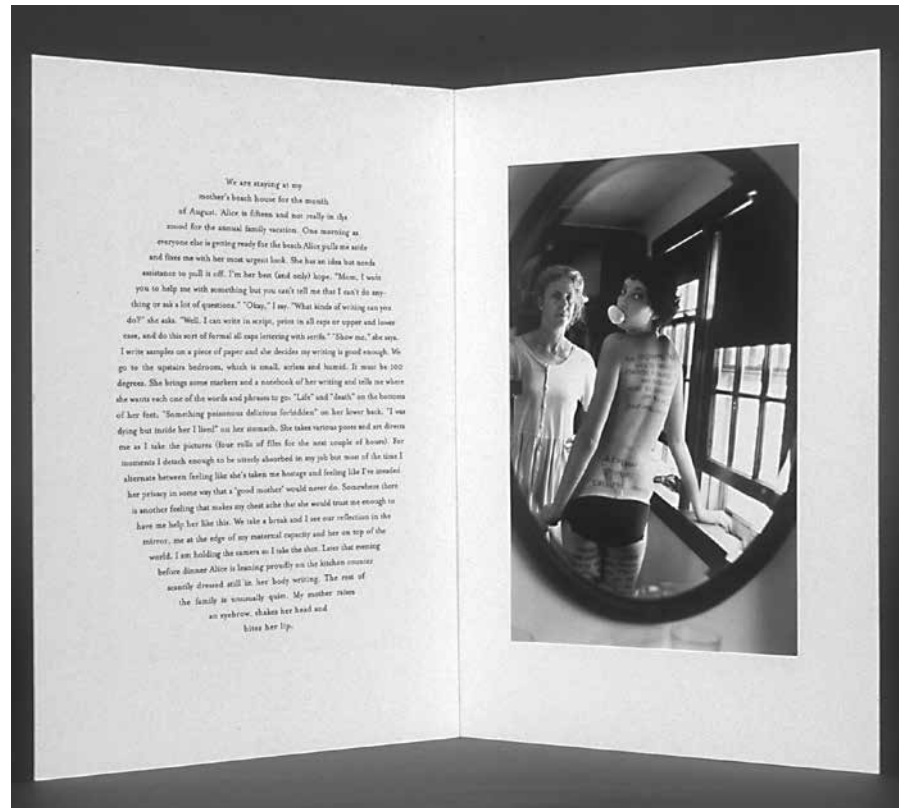 We are staying at my
mother's beach house for the month
of August. Alice is fifteen and not really in the
mood for the annual family vacation. One morning as
everyone else is getting ready for the beach Alice pulls me aside
and fixes me with her most urgent look. She has an idea but needs
assistance to pull it off. I'm her best (and only) hope. "Mom, I want
you to help me with something but you can't tell me that I can't do any-
thing or ask a lot of questions." "Okay," I say. "What kinds of writing can you
do?" she asks. "Well, I can write in script, print in all caps or upper and lower
case, and do this sort of formal all caps lettering with serifs." "Show me," she says.
I write samples on a piece of paper and she decides my writing is good enough. We
go to the upstairs bedroom, which is small, airless and humid. It must be 100
degrees. She brings some markers and a notebook of her writing and tells me where
she wants each one of the words and phrases to go: "Life" and "death" on the bottoms
of her feet, "Something poisonous delicious forbidden" on her lower back, "I was
dying but inside her I lived" on her stomach. She takes various poses and art directs
me as I take the pictures (four rolls of film for the next couple of hours). For
moments I detach enough to be utterly absorbed in my job but most of the time I
alternate between feeling like she's taken me hostage and feeling like I've invaded
her privacy in some way that a 'good mother' would never do. Somewhere there
is another feeling that makes my chest ache that she would trust me enough to
have me help her like this. We take a break and I see our reflection in the
mirror, me at the edge of my maternal capacity and her on top of the
world. I am holding the camera so I take the shot. Later that evening
before dinner Alice is leaning proudly on the kitchen counter
scantily dressed still in her body writing. The rest of
the family is unusually quiet. My mother raises
an eyebrow, shakes her head and
bites her lip.